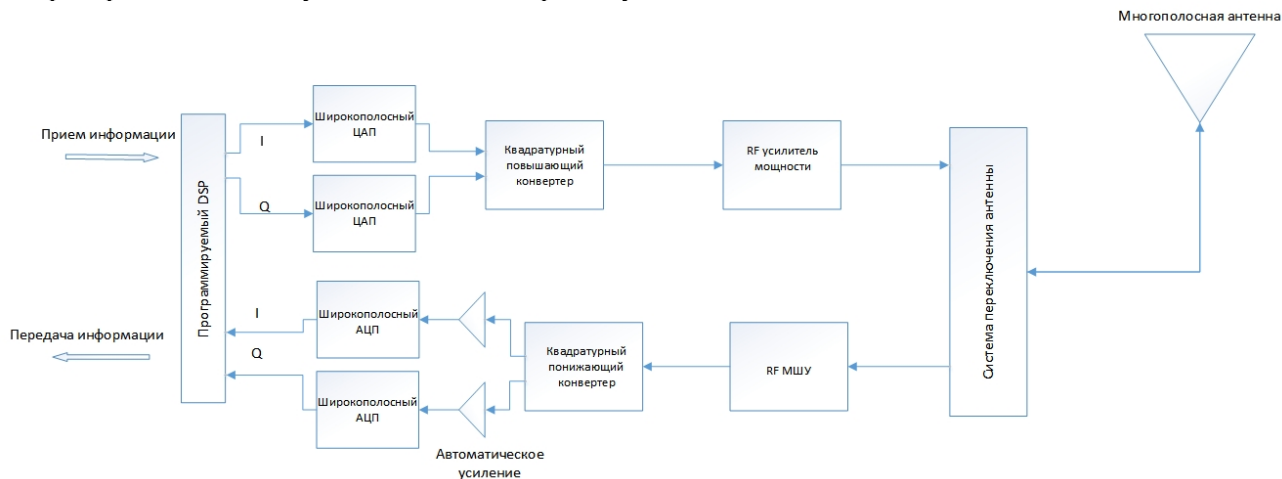 Многополосная антенна
Прием информации
Передача информации
Программируемый DSP
I
Широкополосный
ЦАП
Q
Широкополосный
ЦАП
Квадратурный
повышающий
конвертер
RF усилитель
мощности
Система переключения антенны
I
Широкополосный
АЦП
Q
Широкополосный
АЦП
Автоматическое
усиление
Квадратурный
понижающий
конвертер
RF МШУ